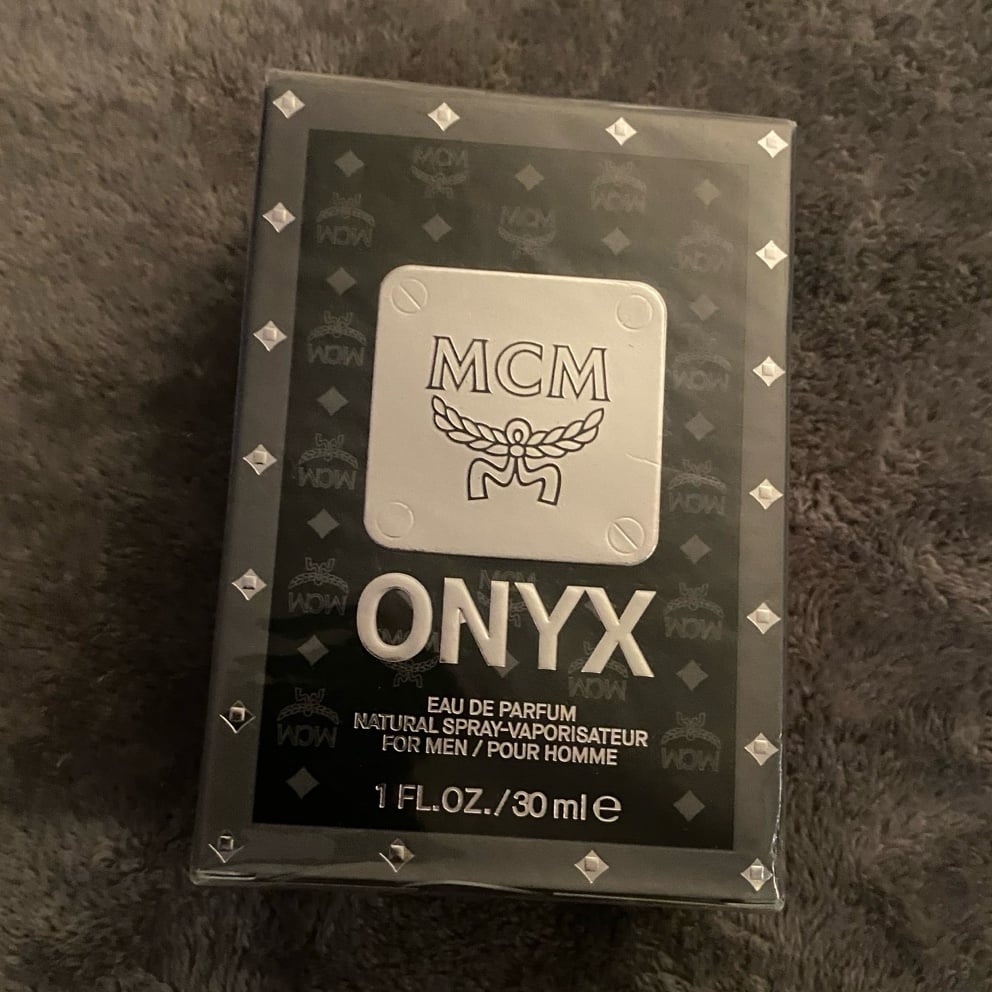 MCM
ONYX
EAU DE PARFUM
NATURAL SPRAY-VAPORISATEUR
FOR MEN / POUR HOMME
1 FL.OZ./30 ml ℮